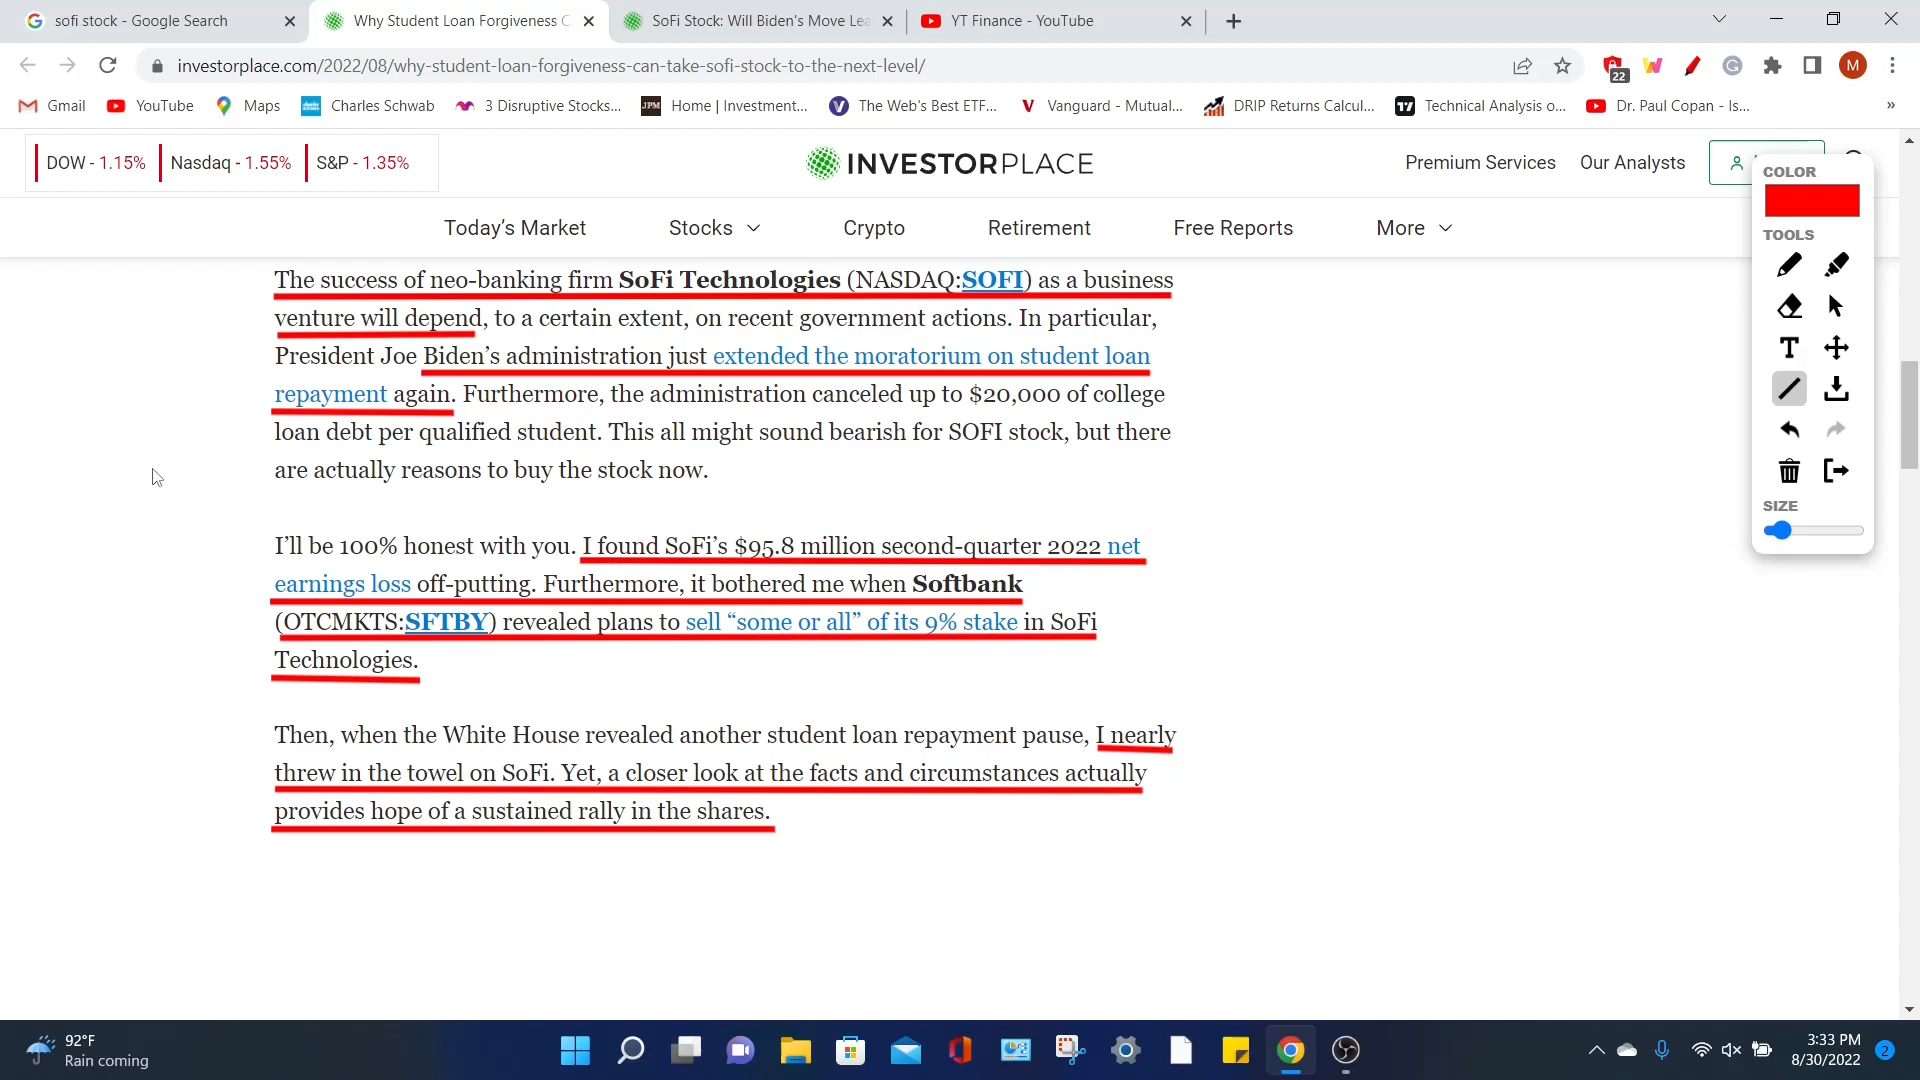 sofi stock - Google Search
Why Student Loan Forgiveness C
SoFi Stock: Will Biden's Move Lea
YT Finance - YouTube
investorplace.com/2022/08/why-student-loan-forgiveness-can-take-sofi-stock-to-the-next-level/
22
M
Gmail
YouTube
Maps
Charles Schwab
3 Disruptive Stocks...
JPM
Home | Investment...
The Web's Best ETF...
Vanguard - Mutual...
DRIP Returns Calcul...
Technical Analysis o...
Dr. Paul Copan - Is...
»
DOW - 1.15%
Nasdaq - 1.55%
S&P - 1.35%
INVESTORPLACE
Premium Services
Our Analysts
COLOR
TOOLS
SIZE
Today's Market
Stocks
Crypto
Retirement
Free Reports
More
The success of neo-banking firm SoFi Technologies (NASDAQ:SOFI) as a business
venture will depend, to a certain extent, on recent government actions. In particular,
President Joe Biden's administration just extended the moratorium on student loan
repayment again. Furthermore, the administration canceled up to $20,000 of college
loan debt per qualified student. This all might sound bearish for SOFI stock, but there
are actually reasons to buy the stock now.
I'll be 100% honest with you. I found SoFi's $95.8 million second-quarter 2022 net
earnings loss off-putting. Furthermore, it bothered me when Softbank
(OTCMKTS:SFTBY) revealed plans to sell “some or all” of its 9% stake in SoFi
Technologies.
Then, when the White House revealed another student loan repayment pause, I nearly
threw in the towel on SoFi. Yet, a closer look at the facts and circumstances actually
provides hope of a sustained rally in the shares.
92°F
Rain coming
3:33 PM
8/30/2022
2